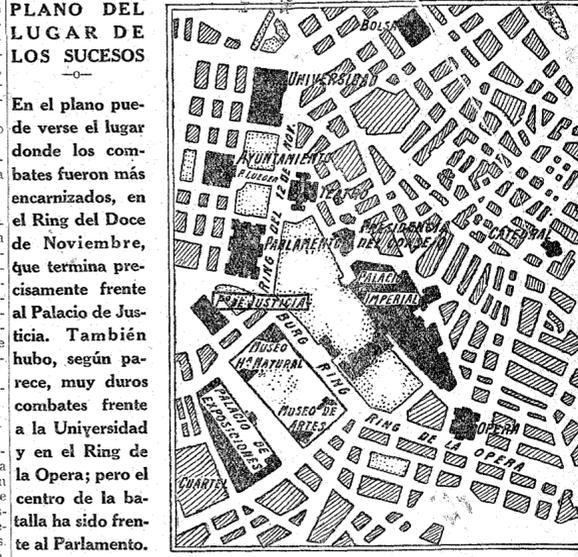 PLANO DEL
LUGAR DE
LOS SUCESOS
—o—
En el plano pue-
de verse el lugar
donde los com-
bates fueron más
encarnizados, en
el Ring del Doce
de Noviembre,
que termina pre-
cisamente frente
al Palacio de Jus-
ticia. También
hubo, según pa-
rece, muy duros
combates frente
a la Universidad
y en el Ring de
la Opera; pero el
centro de la ba-
talla ha sido fren-
te al Parlamento.
BOLSA
UNIVERSIDAD
AYUNTAMIENTO
P. LUEGER
RING DEL 12 DE NOV.
TEATRO
PRESIDENCIA
DEL CONSEJO
PARLAMENTO
CATEDRAL
PALACIO
IMPERIAL
Pº DE JUSTICIA
BURG RING
MUSEO
Hª NATURAL
MUSEO DE
ARTES
PALACIO DE
EXPOSICIONES
CUARTEL
OPERA
RING DE LA OPERA